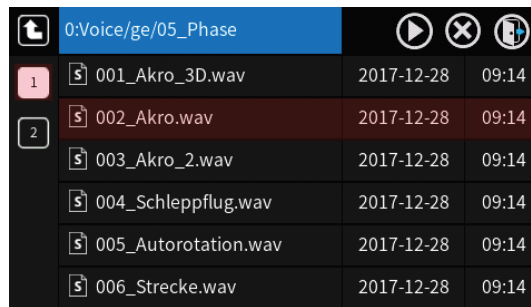 0:Voice/ge/05_Phase
1
001_Akro_3D.wav 2017-12-28 09:14
002_Akro.wav 2017-12-28 09:14
2
003_Akro_2.wav 2017-12-28 09:14
004_Schleppflug.wav 2017-12-28 09:14
005_Autorotation.wav 2017-12-28 09:14
006_Strecke.wav 2017-12-28 09:14